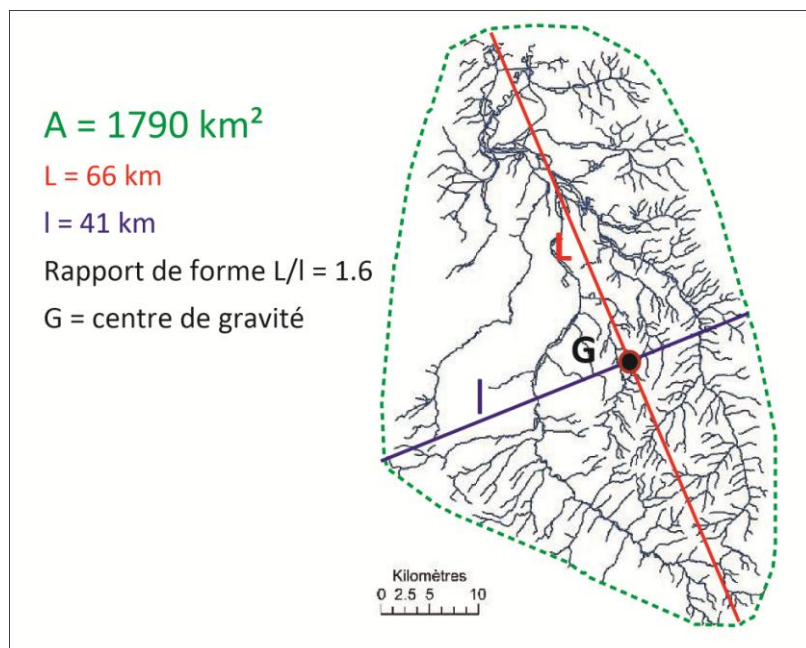 A = 1790 km²
L = 66 km
l = 41 km
Rapport de forme L/l = 1.6
G = centre de gravité
L
G
l
Kilomètres
0 2.5 5 10